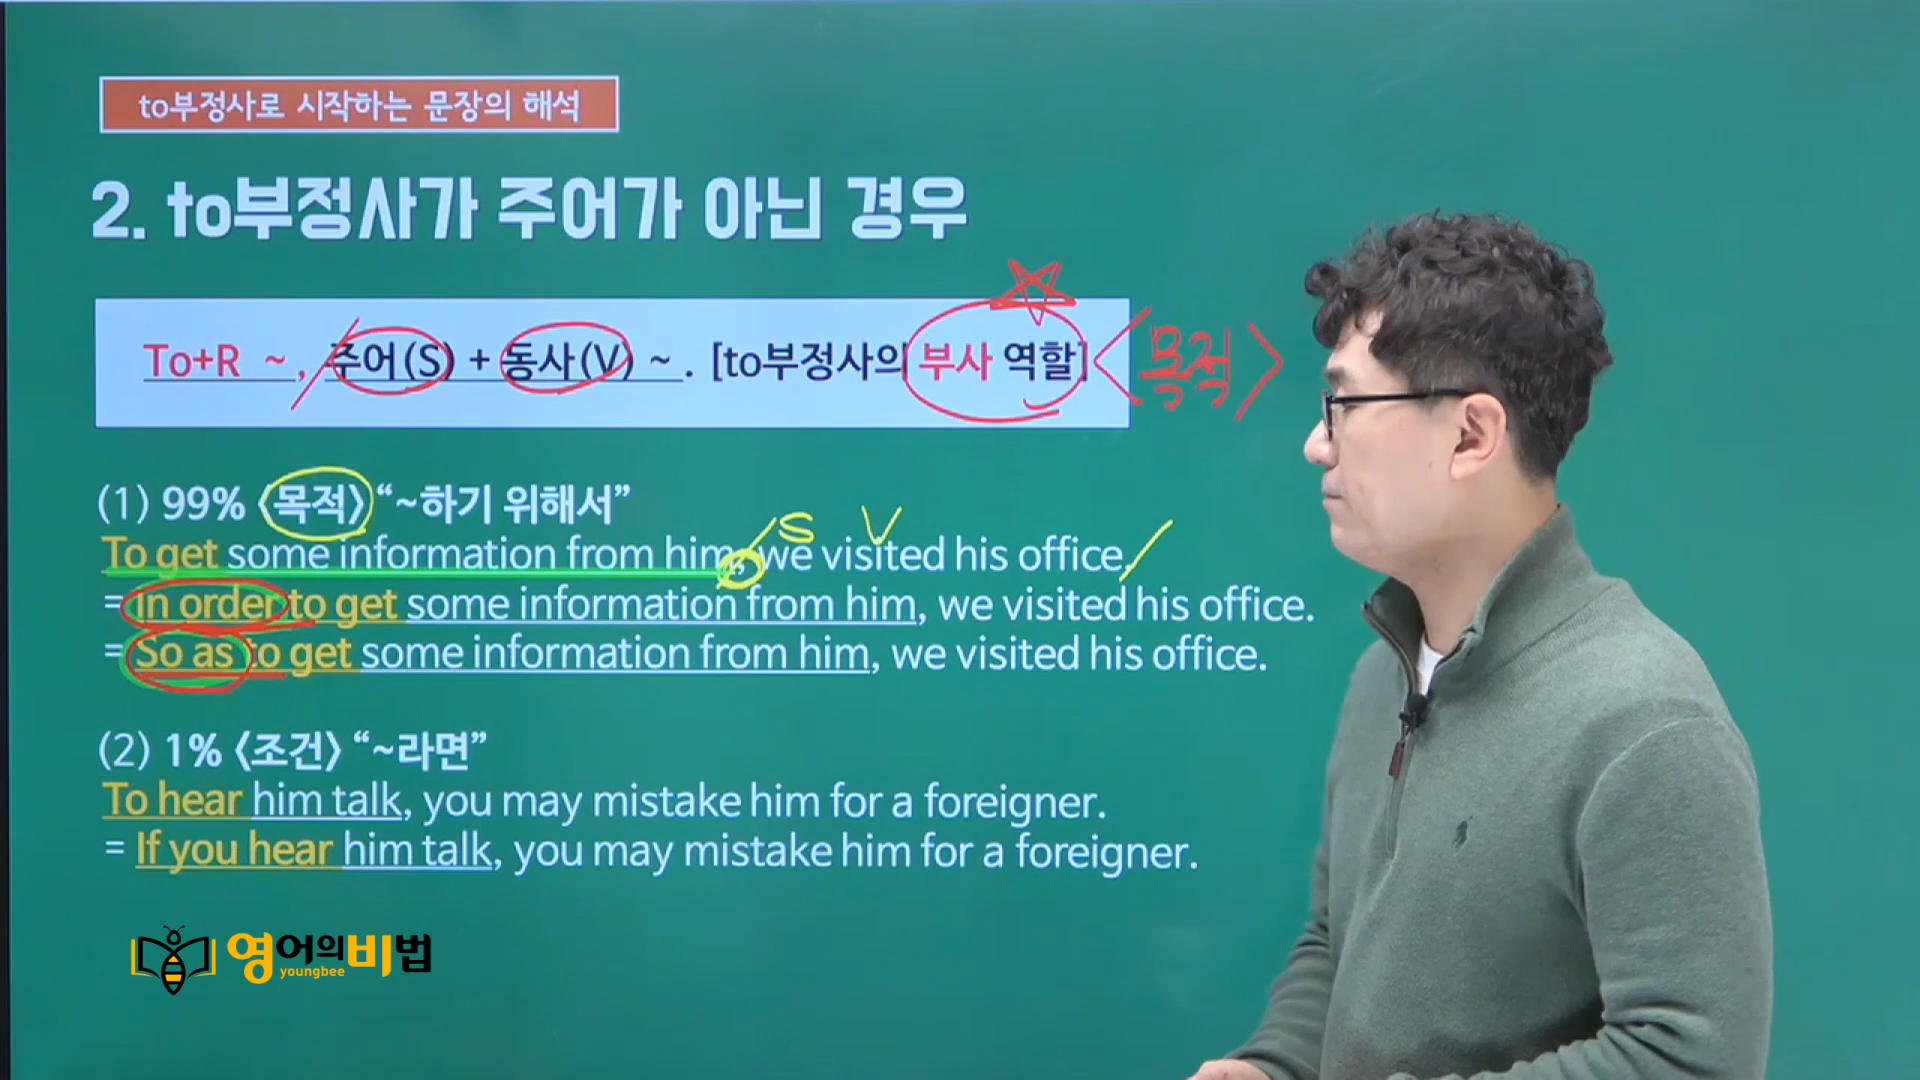 to부정사로 시작하는 문장의 해석
2. to부정사가 주어가 아닌 경우
To+R ~, 주어(S) + 동사(V) ~. [to부정사의 부사 역할] <목적>
(1) 99% <목적> “~하기 위해서”
S V
To get some information from him, we visited his office.
= In order to get some information from him, we visited his office.
= So as to get some information from him, we visited his office.
(2) 1% <조건> “~라면”
To hear him talk, you may mistake him for a foreigner.
= If you hear him talk, you may mistake him for a foreigner.
영어의비법
youngbee